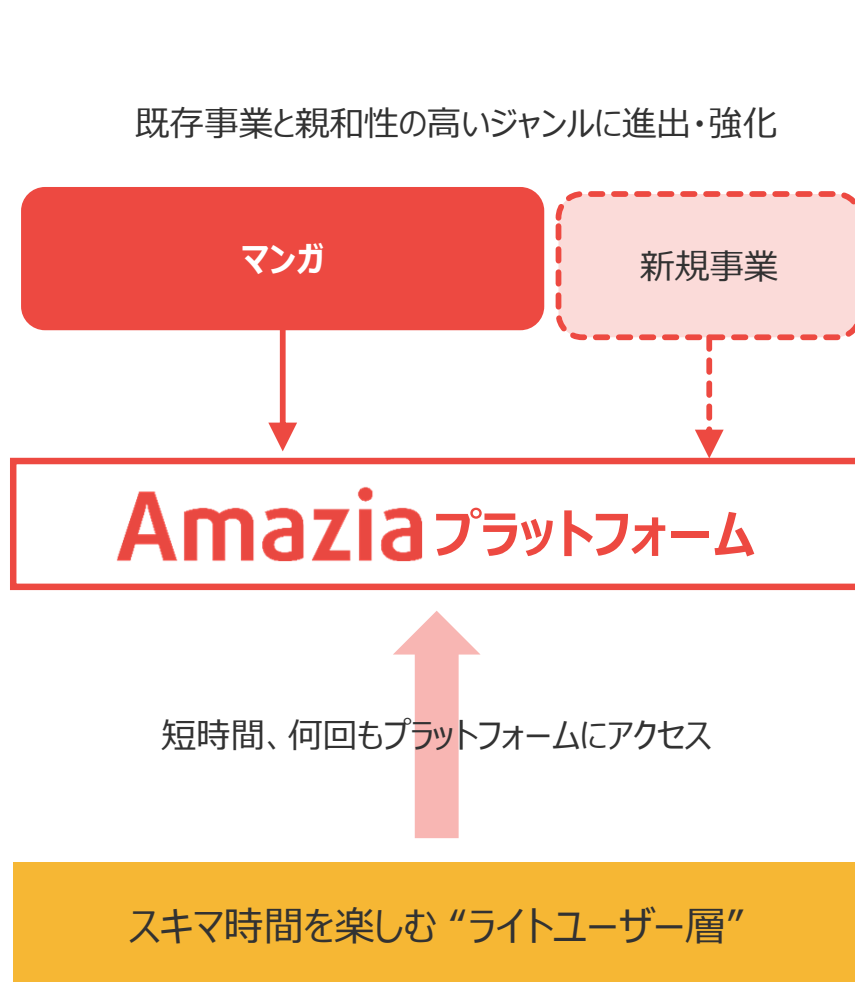 既存事業と親和性の高いジャンルに進出・強化
マンガ
新規事業
Amaziaプラットフォーム
短時間、何回もプラットフォームにアクセス
スキマ時間を楽しむ “ライトユーザー層”